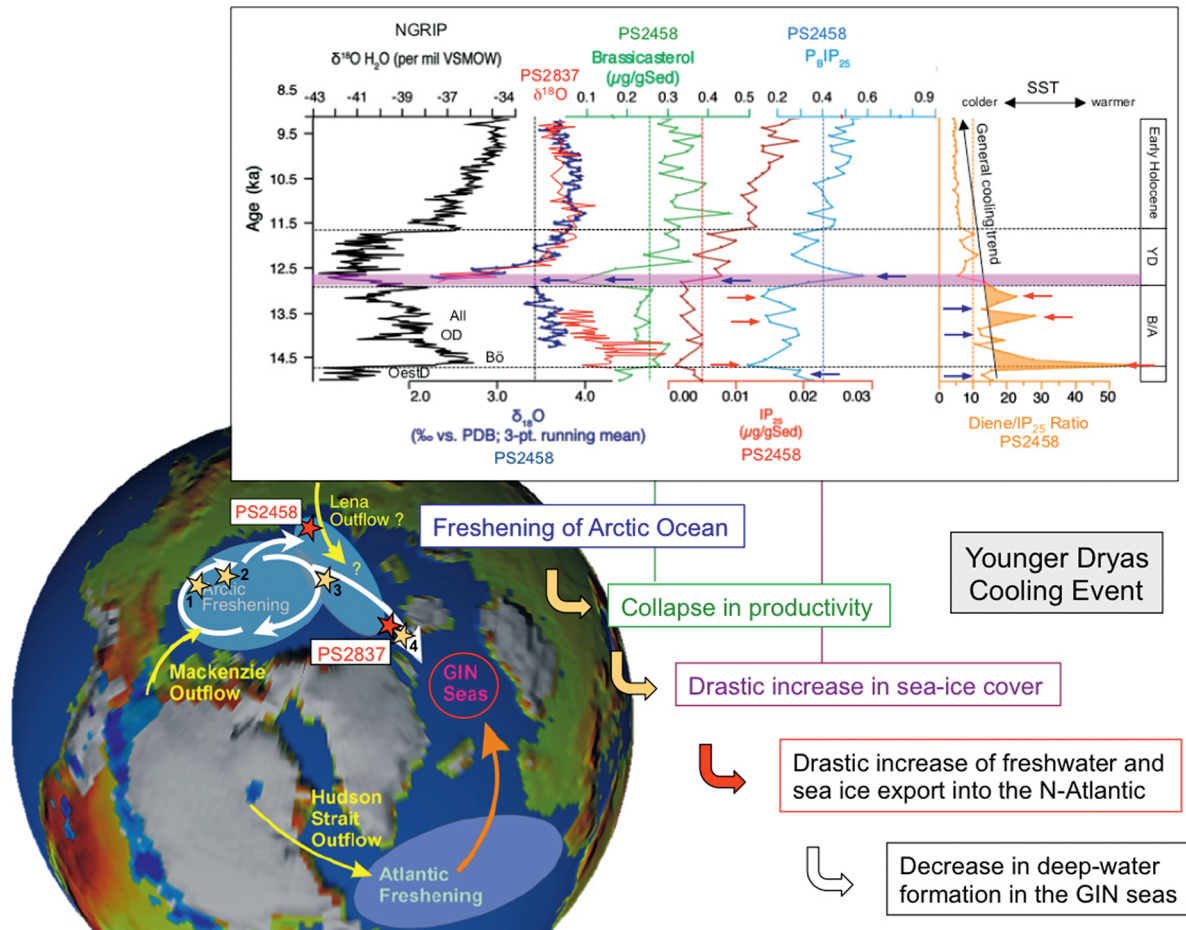 NGRIP
δ¹⁸O H₂O (per mil VSMOW)
-43 -41 -39 -37 -35 -34
PS2837
δ¹⁸O
PS2458
Brassicasterol
(µg/gSed)
0.1 0.2 0.3 0.4 0.5
PS2458
PBIP₂₅
0.2 0.4 0.6 0.9
SST
colder
warmer
General cooling trend
Age (ka)
8.5
9.5
10.5
11.5
12.5
13.5
14.5
All
OD
Bö
OestD
Early Holocene
YD
B/A
2.0 3.0 4.0
δ₁₈O
(‰ vs. PDB; 3-pt. running mean)
PS2458
0.00 0.01 0.02 0.03
IP₂₅
(µg/gSed)
PS2458
0 10 20 30 40 50
Diene/IP₂₅ Ratio
PS2458
PS2458
Lena
Outflow ?
?
1
2
3
4
Arctic
Freshening
PS2837
Mackenzie
Outflow
GIN
Seas
Hudson
Strait
Outflow
Atlantic
Freshening
Freshening of Arctic Ocean
Collapse in productivity
Drastic increase in sea-ice cover
Drastic increase of freshwater and
sea ice export into the N-Atlantic
Decrease in deep-water
formation in the GIN seas
Younger Dryas
Cooling Event